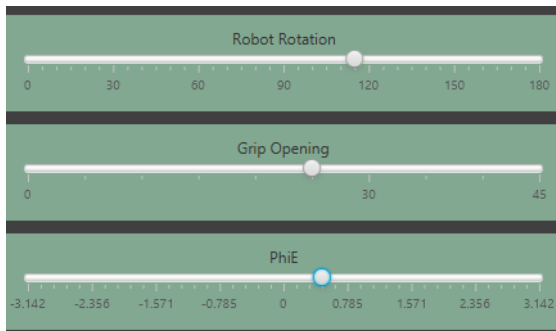 Robot Rotation
0 30 60 90 120 150 180
Grip Opening
0 30 45
PhiE
-3.142 -2.356 -1.571 -0.785 0 0.785 1.571 2.356 3.142